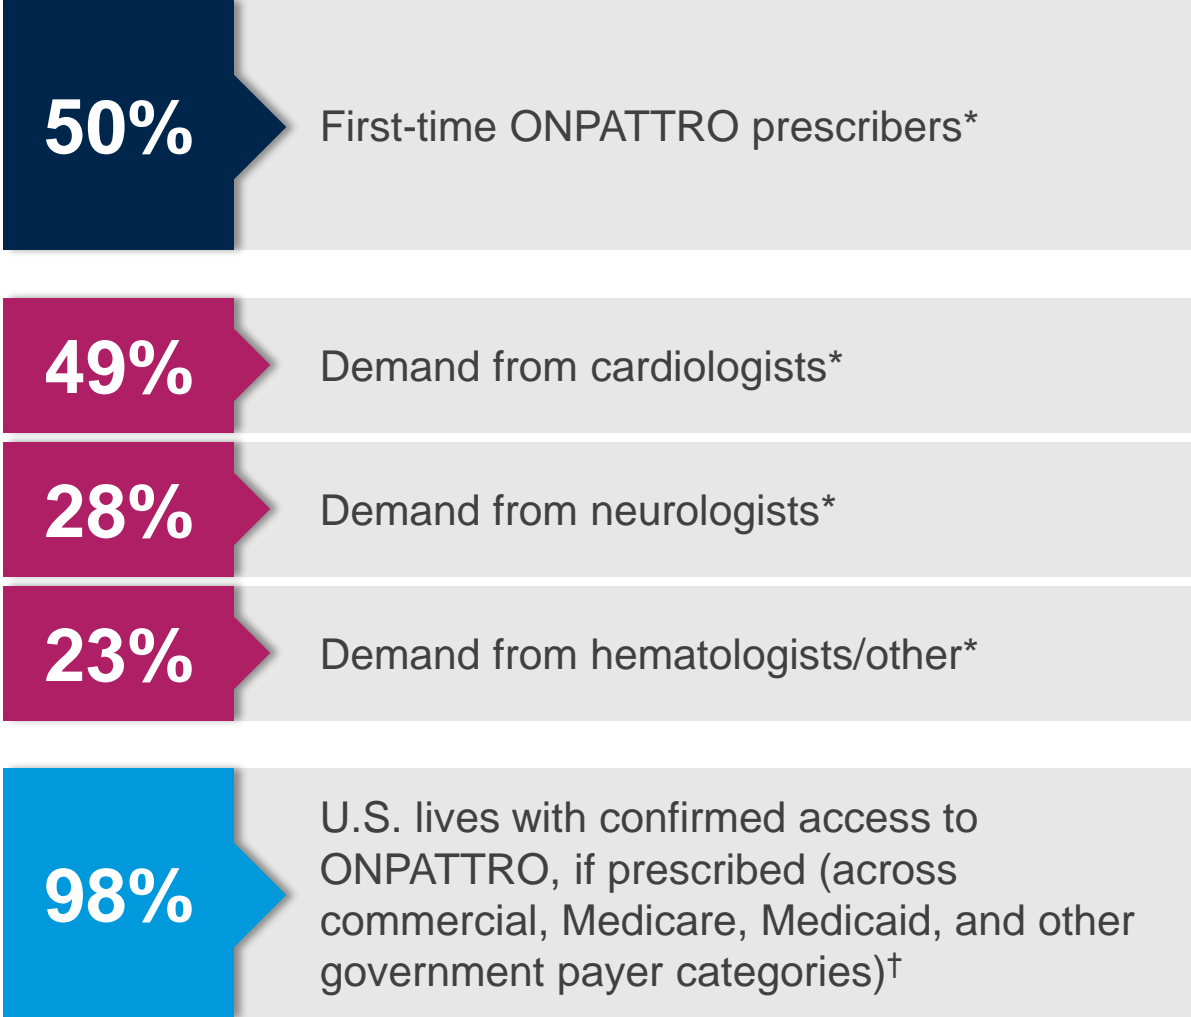 50%
First-time ONPATTRO prescribers*
49%
Demand from cardiologists*
28%
Demand from neurologists*
23%
Demand from hematologists/other*
98%
U.S. lives with confirmed access to
ONPATTRO, if prescribed (across
commercial, Medicare, Medicaid, and other
government payer categories)†